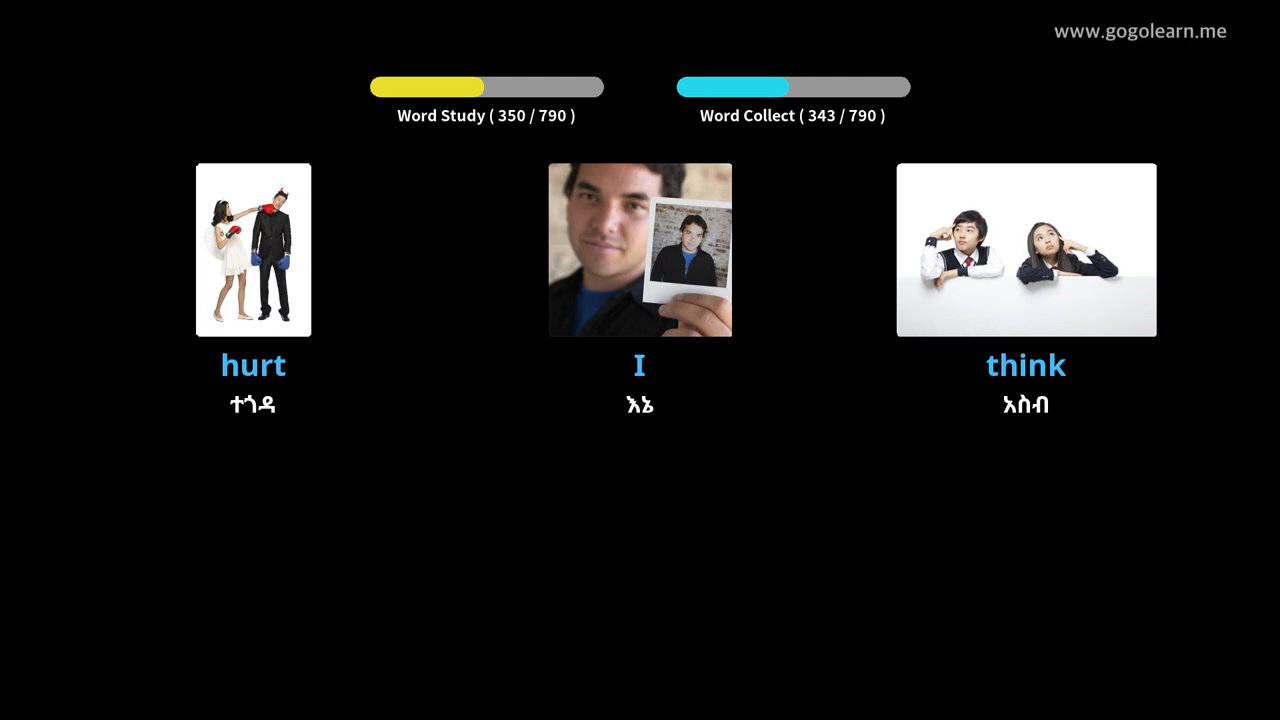 www.gogolearn.me
Word Study ( 350 / 790 )
Word Collect ( 343 / 790 )
hurt
ተጎዳ
I
እኔ
think
አስብ